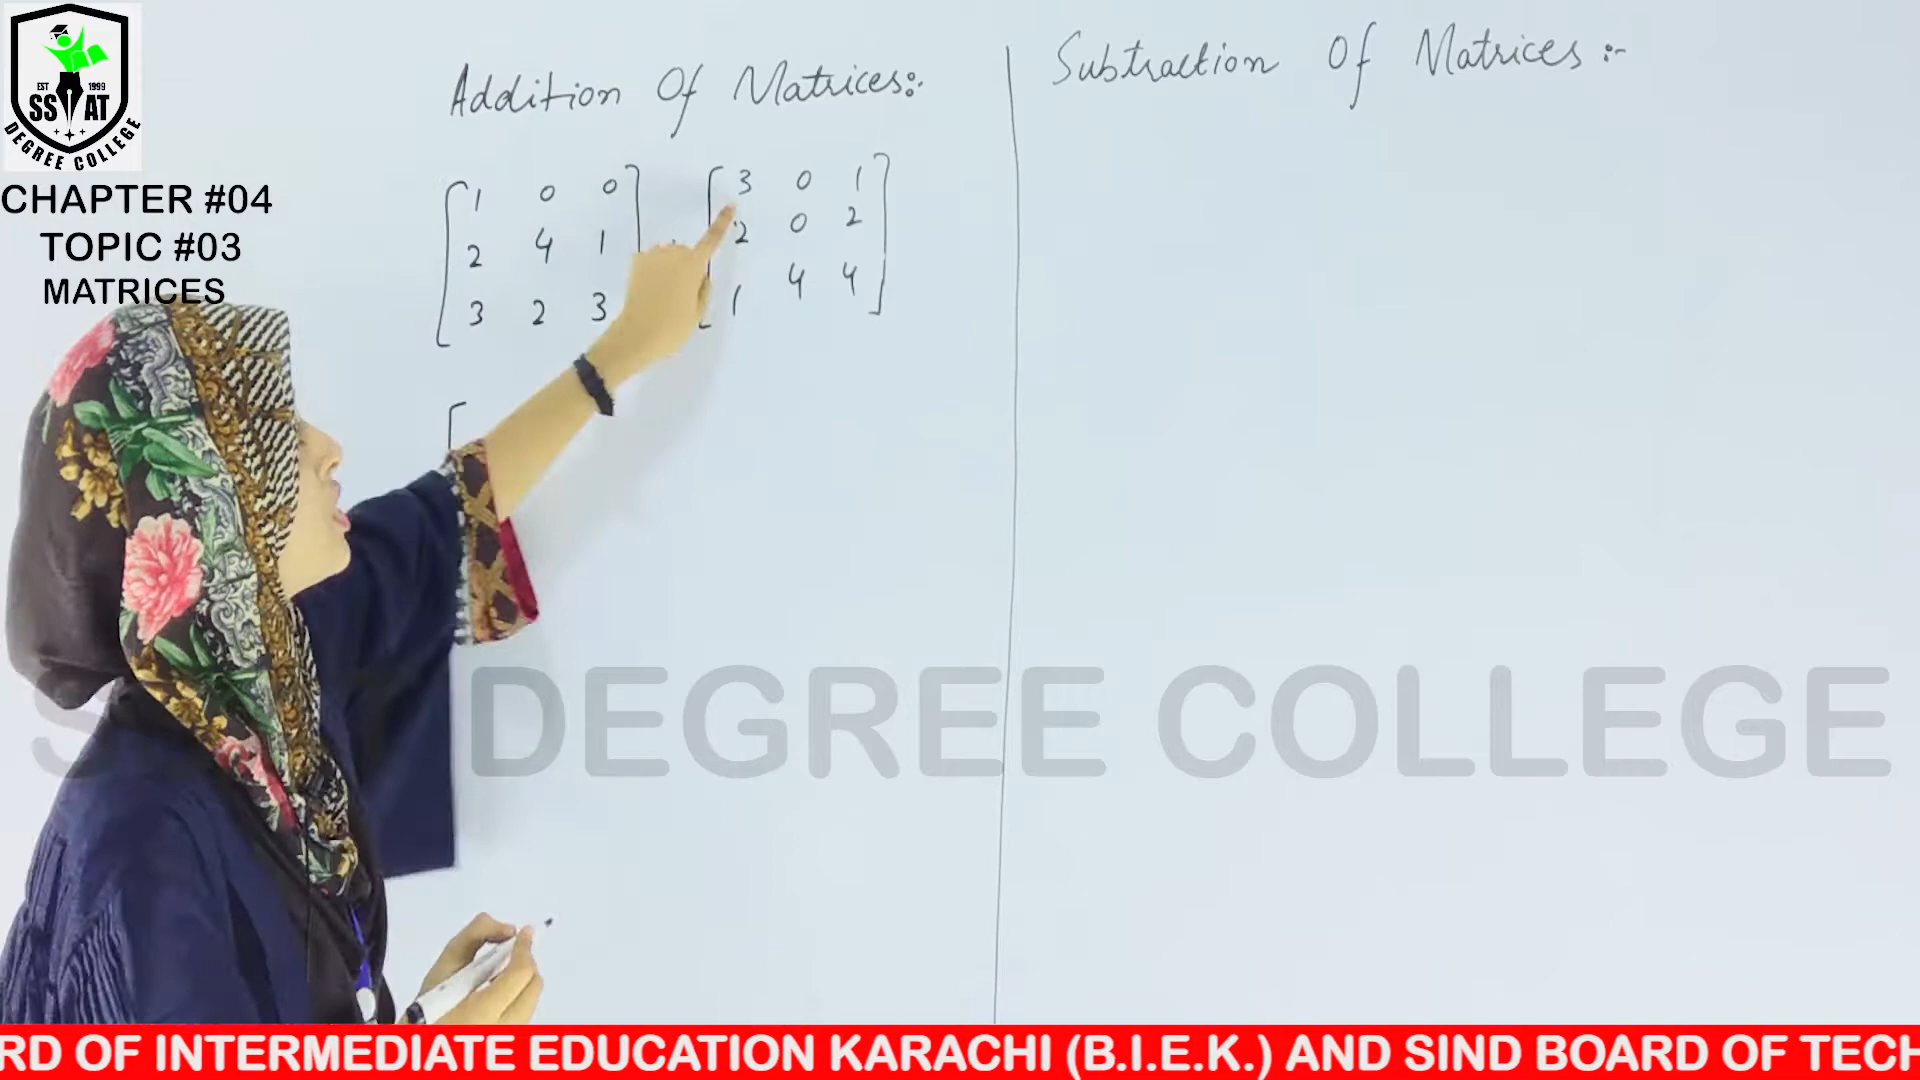 EST 1999
SS AT
DEGREE COLLEGE
CHAPTER #04
TOPIC #03
MATRICES
Addition Of Matrices:-
1 0 0
2 4 1
3 2 3
3 0 1
2 0 2
1 4 4
Subtraction Of Matrices :-
S DEGREE COLLEGE
RD OF INTERMEDIATE EDUCATION KARACHI (B.I.E.K.) AND SIND BOARD OF TECH